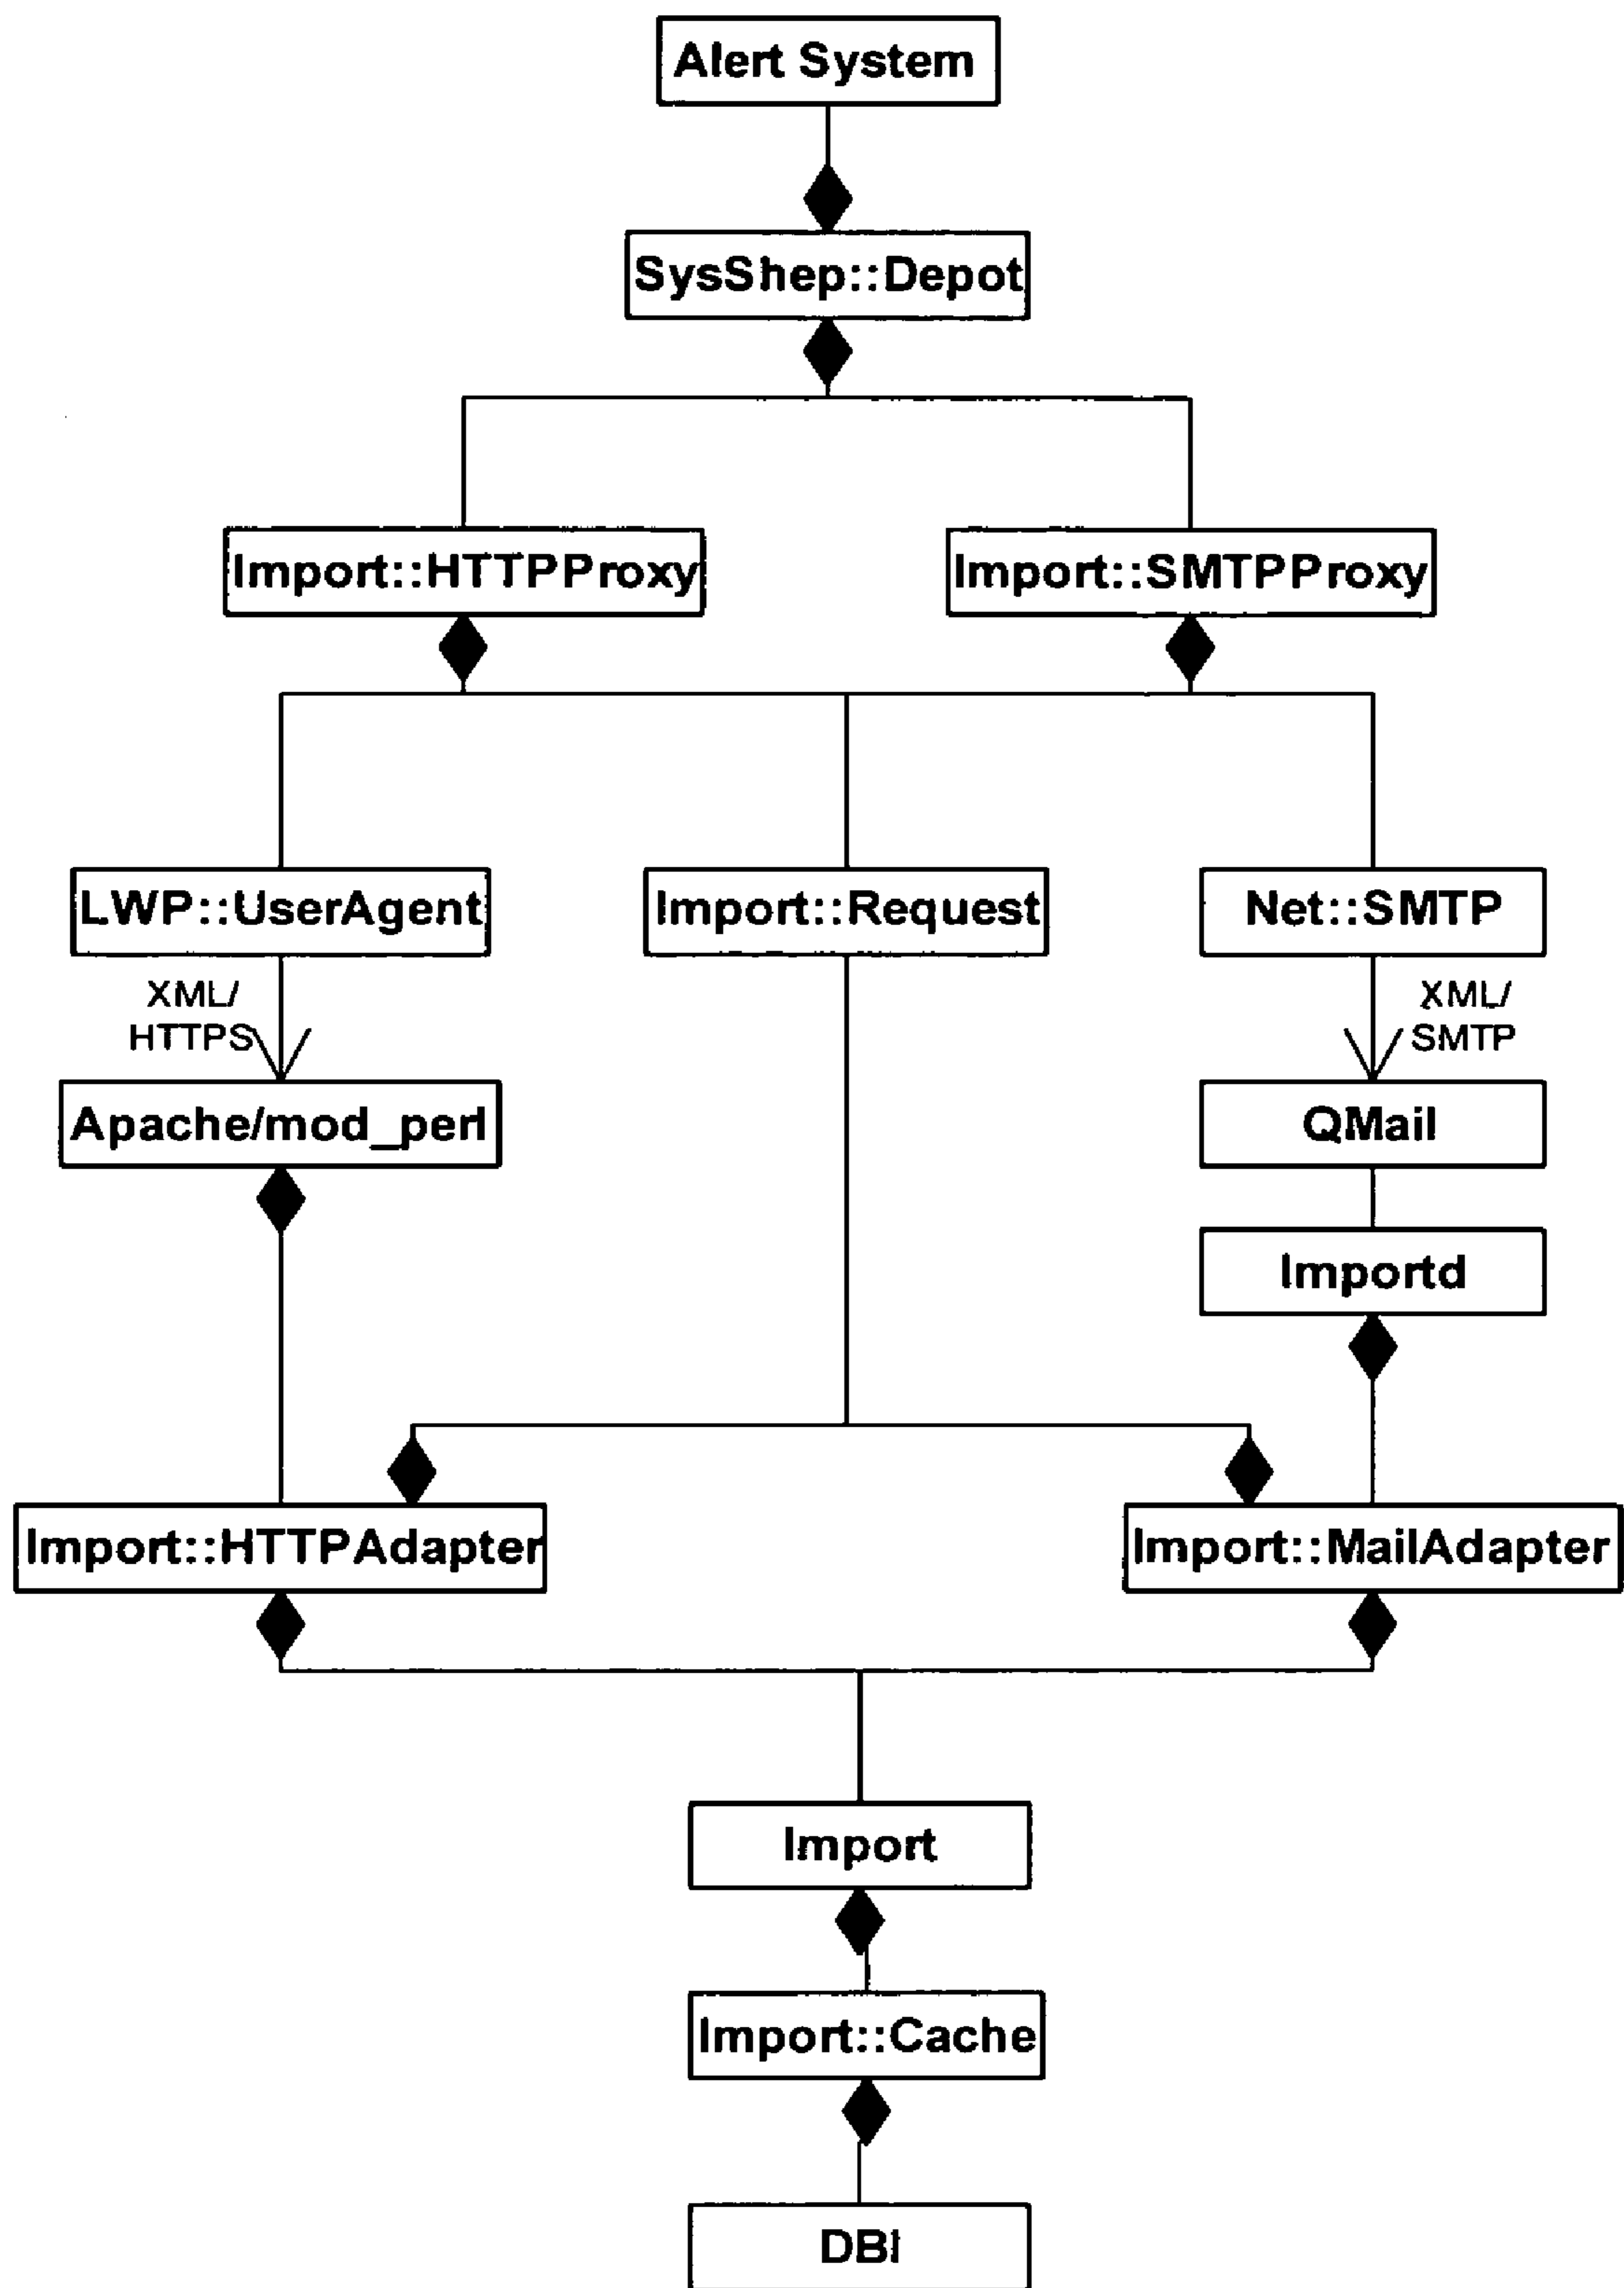 Alert System
SysShep::Depot
Import::HTTPProxy
Import::SMTPProxy
LWP::UserAgent
Import::Request
Net::SMTP
XML/
HTTPS
XML/
SMTP
Apache/mod_perl
QMail
Importd
Import::HTTPAdapter
Import::MailAdapter
Import
Import::Cache
DBI